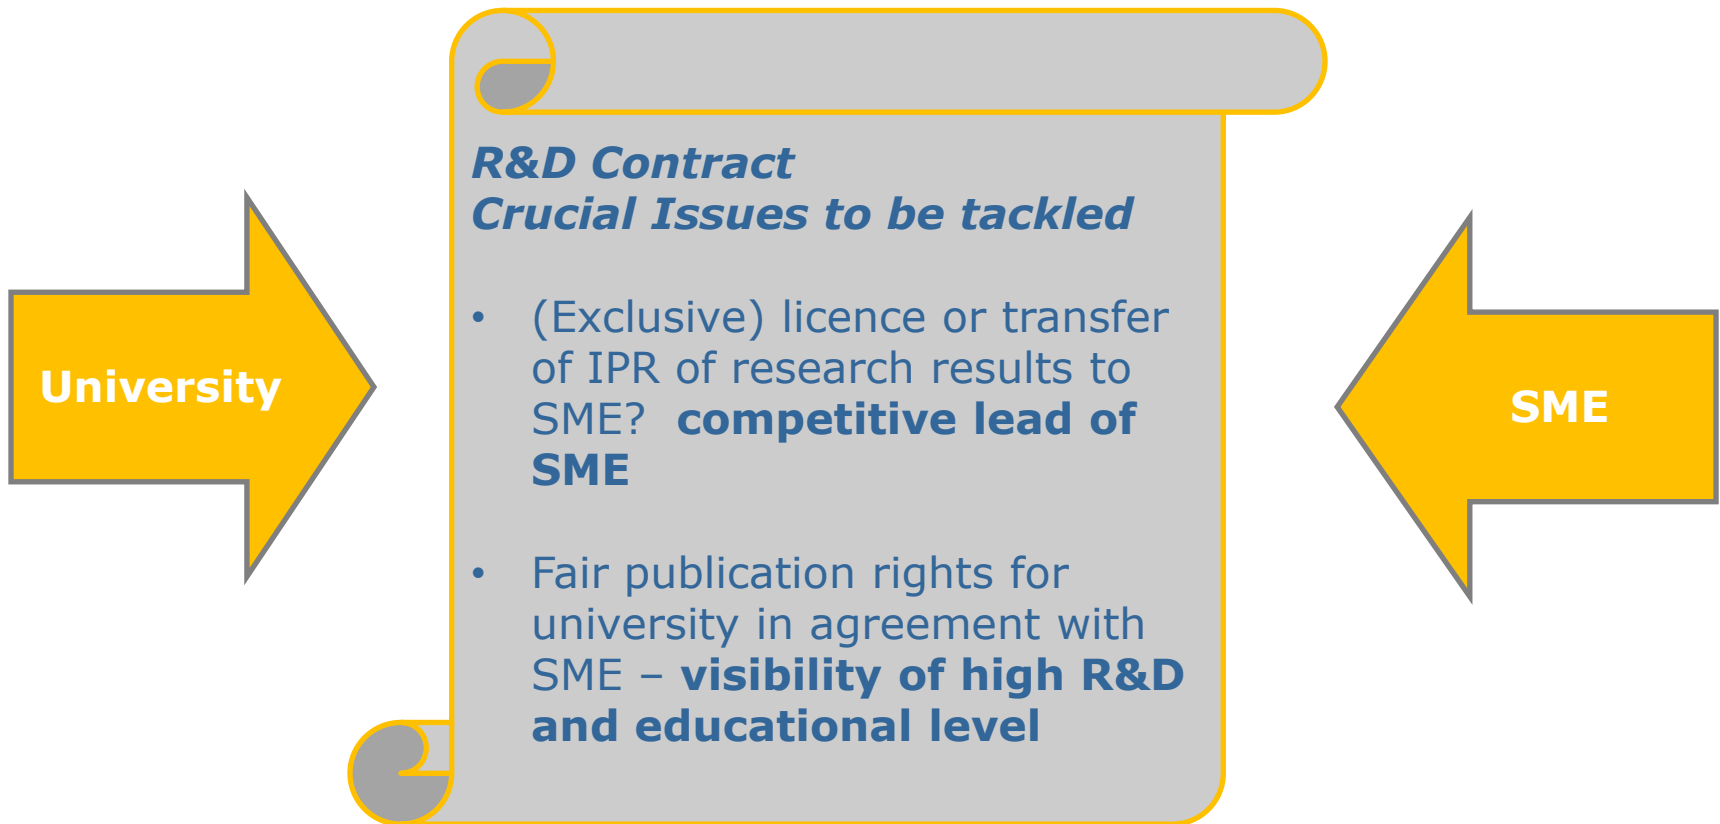 R&D Contract
Crucial Issues to be tackled
University
• (Exclusive) licence or transfer
of IPR of research results to
SME?  competitive lead of
SME
• Fair publication rights for
university in agreement with
SME – visibility of high R&D
and educational level
SME